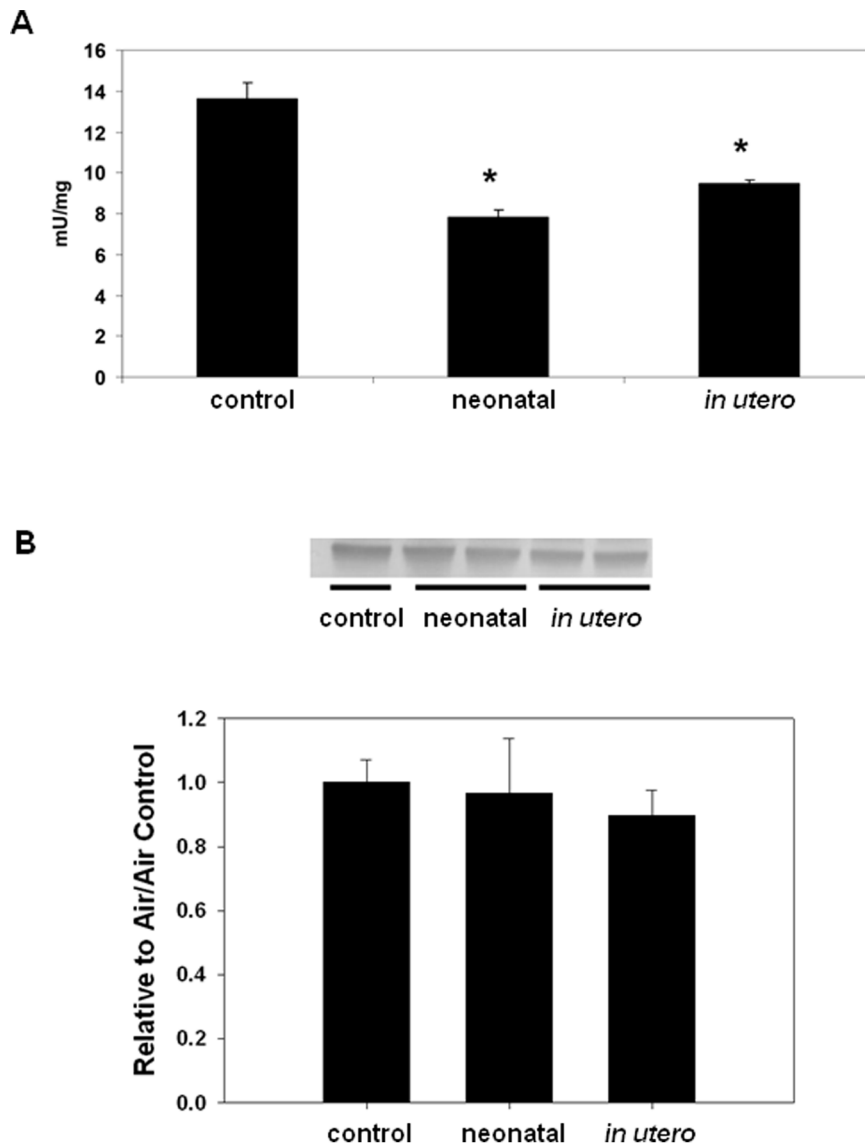 A
16
14
12
10
8
6
4
2
0
mU/mg
*
*
control neonatal in utero
B
control neonatal in utero
1.2
1.0
0.8
0.6
0.4
0.2
0.0
Relative to Air/Air Control
control neonatal in utero